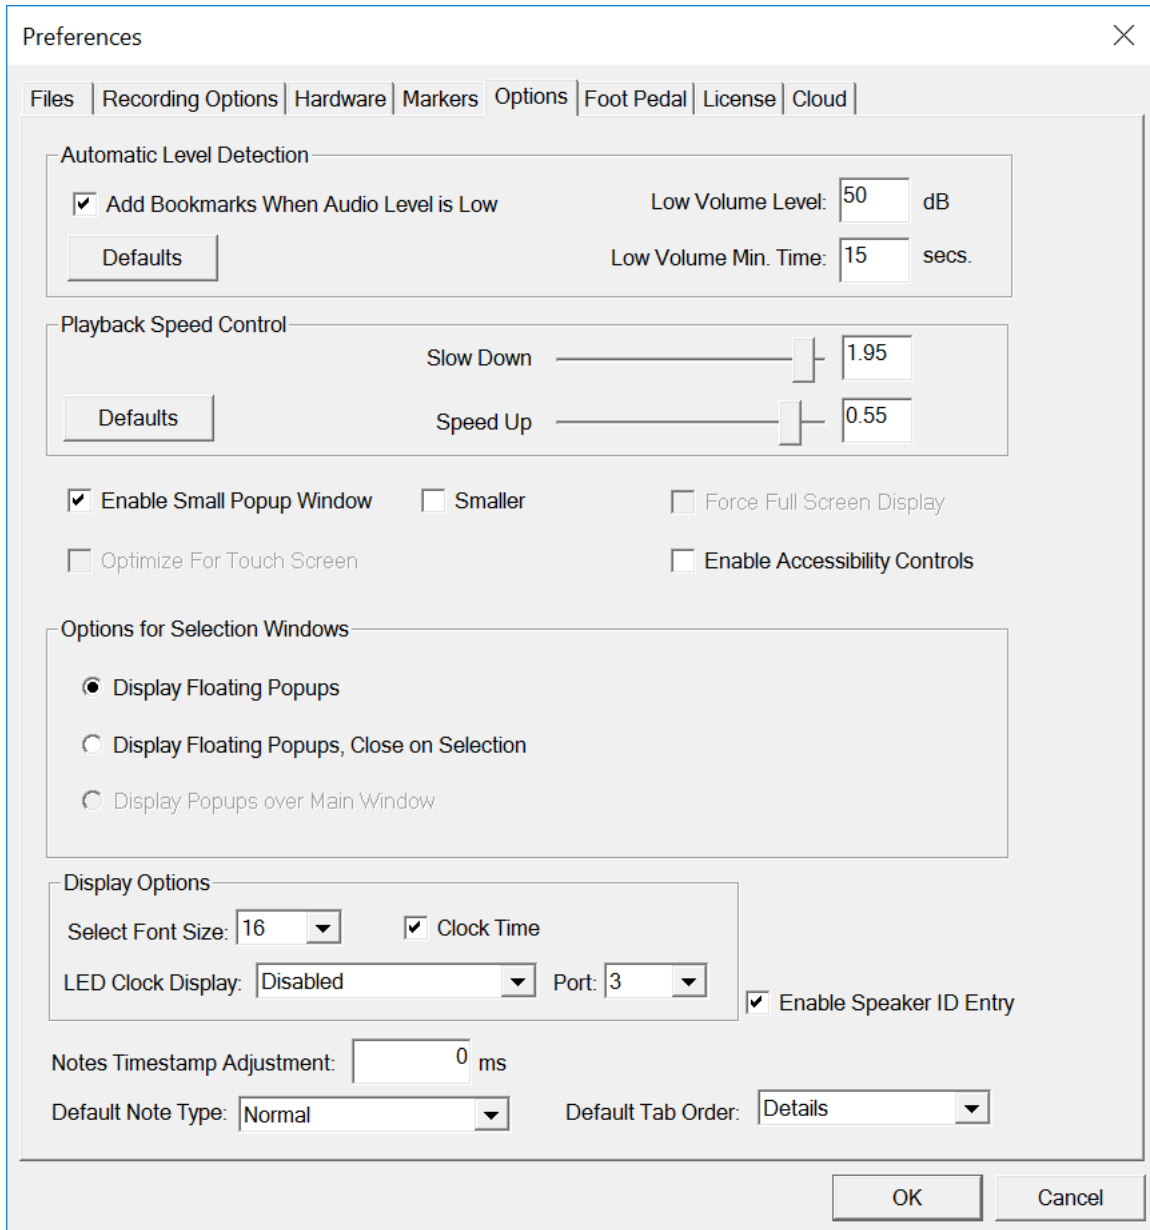 Preferences
Files Recording Options Hardware Markers Options Foot Pedal License Cloud
Automatic Level Detection
Add Bookmarks When Audio Level is Low Low Volume Level: 50 dB
Defaults Low Volume Min. Time: 15 secs.
Playback Speed Control
Slow Down 1.95
Defaults Speed Up 0.55
Enable Small Popup Window Smaller Force Full Screen Display
Optimize For Touch Screen Enable Accessibility Controls
Options for Selection Windows
Display Floating Popups
Display Floating Popups, Close on Selection
Display Popups over Main Window
Display Options
Select Font Size: 16 Clock Time
LED Clock Display: Disabled Port: 3
Enable Speaker ID Entry
Notes Timestamp Adjustment: 0 ms
Default Note Type: Normal Default Tab Order: Details
OK Cancel